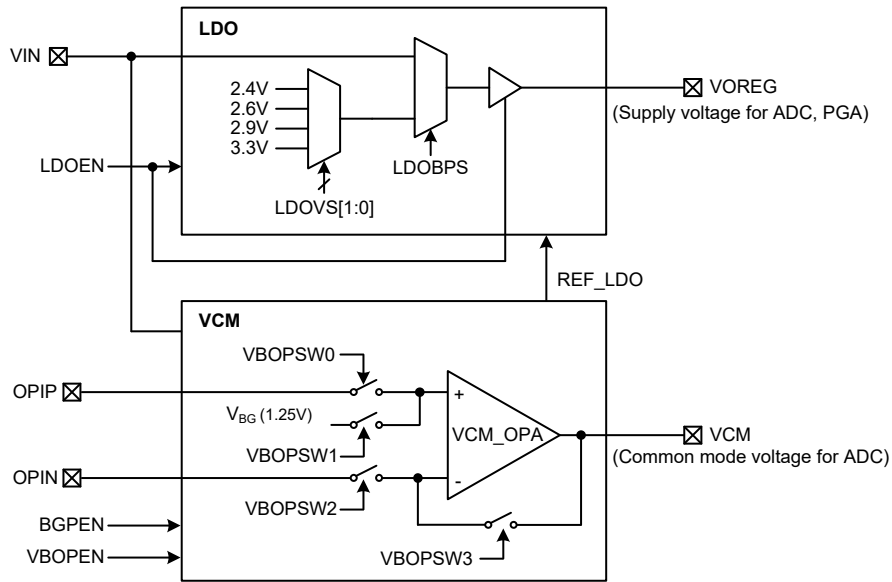 LDO
VIN
2.4V
2.6V
2.9V
3.3V
VOREG
(Supply voltage for ADC, PGA)
LDOEN
LDOBPS
LDOVS[1:0]
REF_LDO
VCM
VBOPSW0
OPIP
+
VBG (1.25V)
VCM_OPA
VCM
(Common mode voltage for ADC)
VBOPSW1
OPIN
-
VBOPSW2
BGPEN
VBOPEN
VBOPSW3